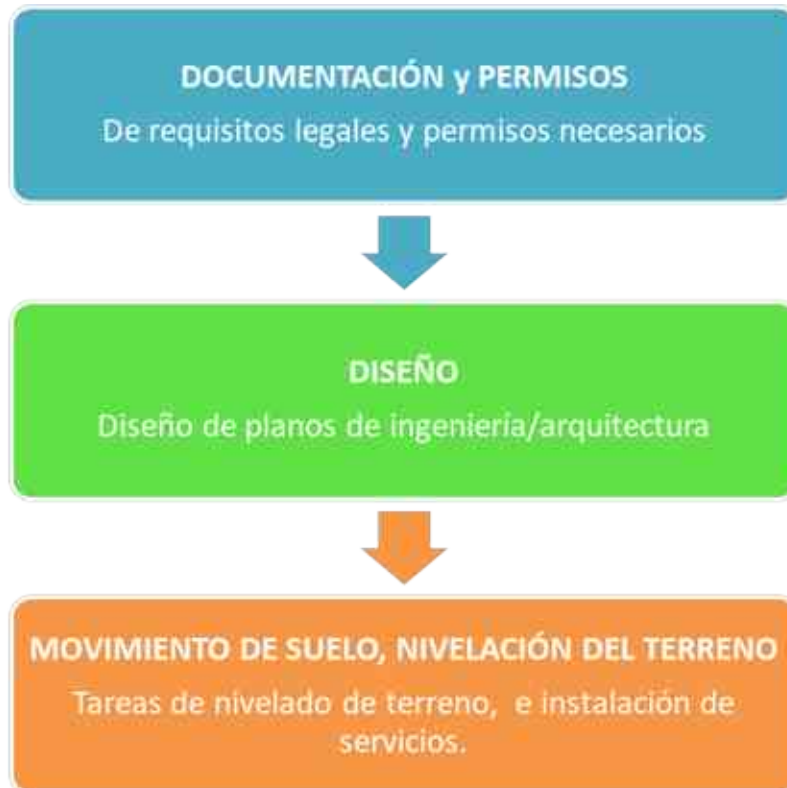 DOCUMENTACIÓN y PERMISOS
De requisitos legales y permisos necesarios
DISEÑO
Diseño de planos de ingeniería/arquitectura
MOVIMIENTO DE SUELO, NIVELACIÓN DEL TERRENO
Tareas de nivelado de terreno, e instalación de
servicios.